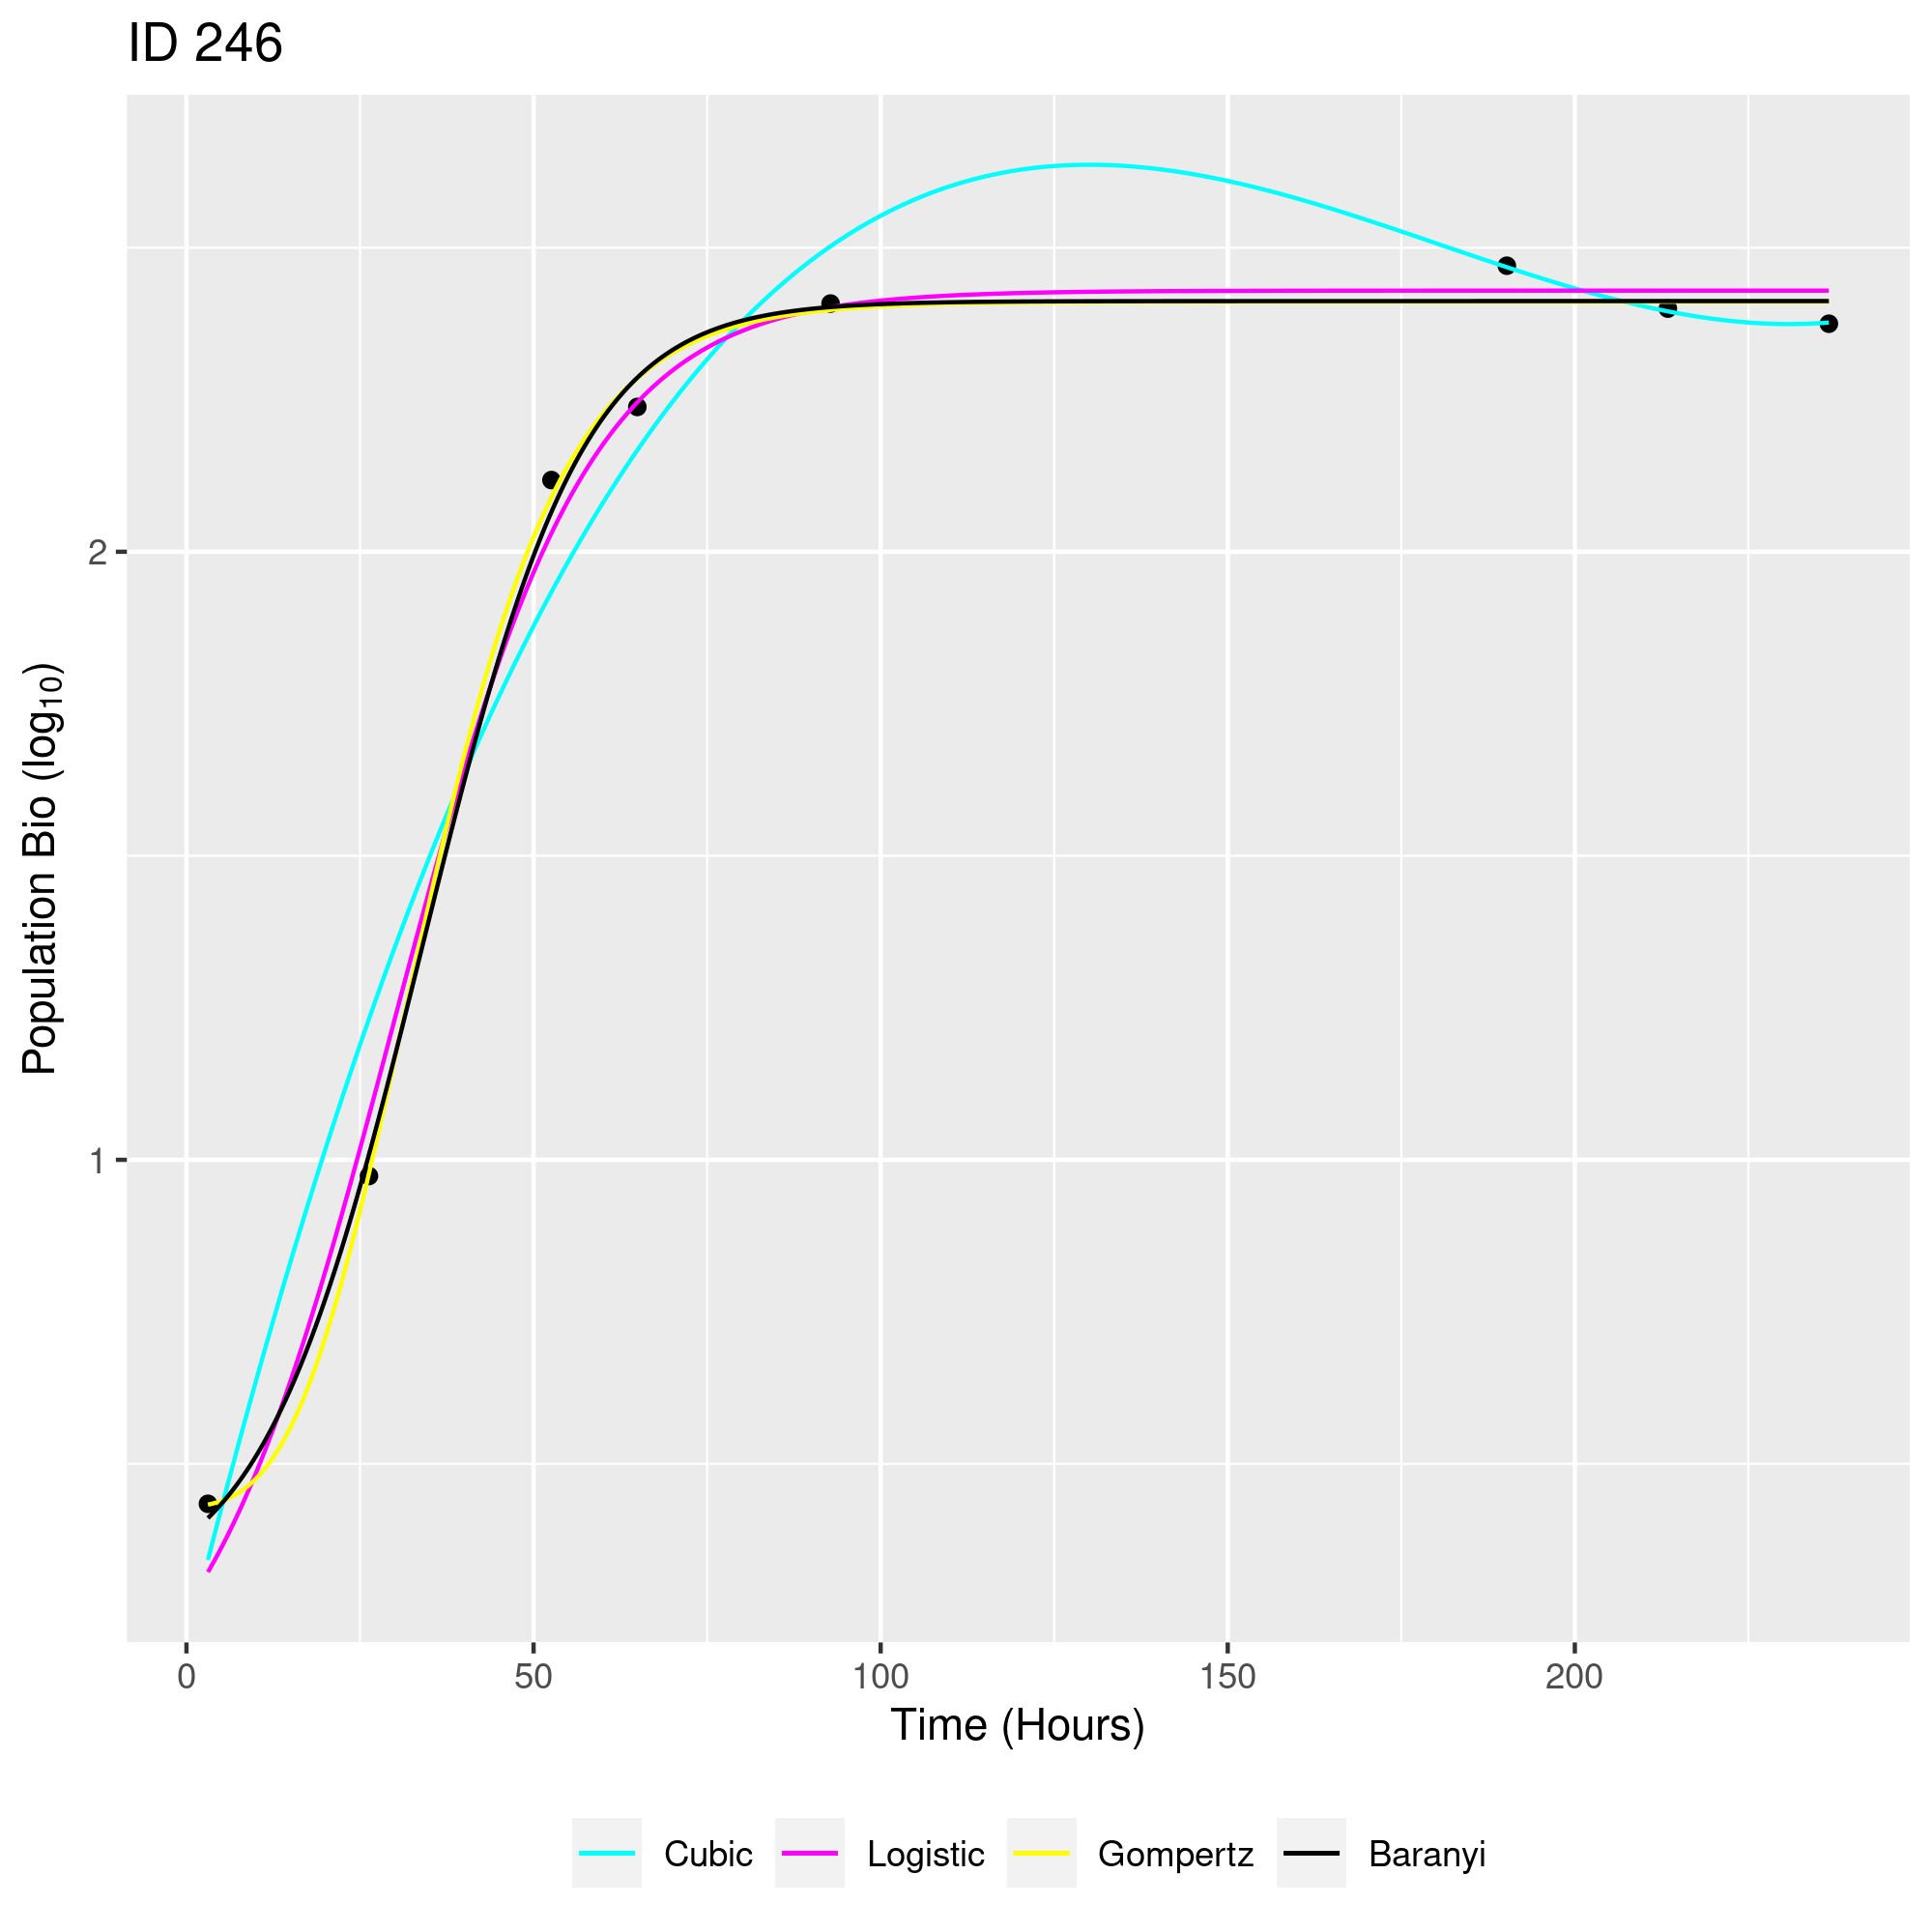 ID 246
Population Bio (log₁₀)
2
1
0 50 100 150 200
Time (Hours)
Cubic Logistic Gompertz Baranyi